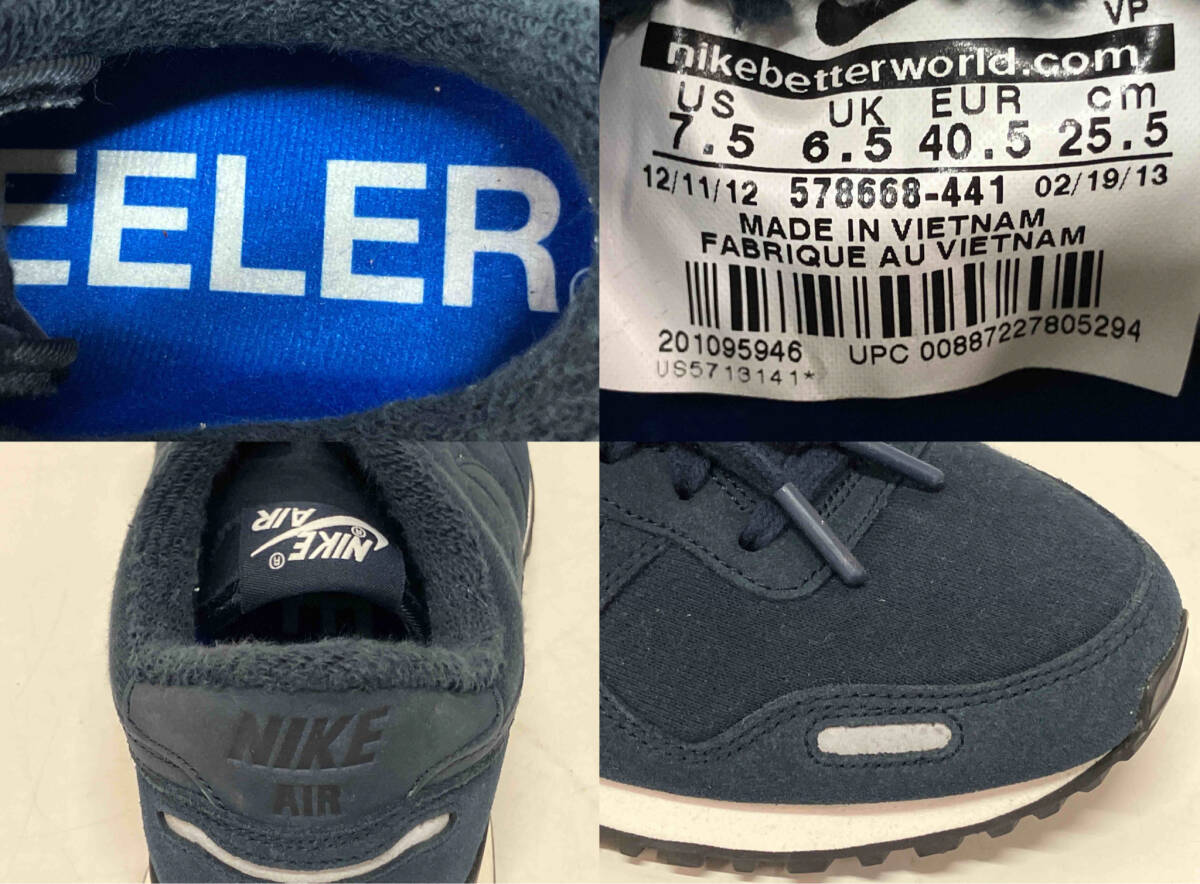 EELER
VP
nikebetterworld.com
US UK EUR cm
7.5 6.5 40.5 25.5
12/11/12 578668-441 02/19/13
MADE IN VIETNAM
FABRIQUE AU VIETNAM
201095946 UPC 00887227805294
US5713141*
NIKE®
AIR®
NIKE
AIR